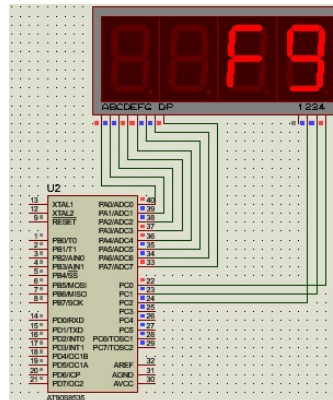 F9
ABCDEFG DP
1234
U2
13 XTAL1 PA0/ADC0 40
12 XTAL2 PA1/ADC1 39
9 RESET PA2/ADC2 38
PA3/ADC3 37
1 PB0/T0 PA4/ADC4 36
2 PB1/T1 PA5/ADC5 35
3 PB2/AIN0 PA6/ADC6 34
4 PB3/AIN1 PA7/ADC7 33
5 PB4/SS
6 PB5/MOSI PC0 22
7 PB6/MISO PC1 23
8 PB7/SCK PC2 24
PC3 25
14 PD0/RXD PC4 26
15 PD1/TXD PC5 27
16 PD2/INT0 PC6/TOSC1 28
17 PD3/INT1 PC7/TOSC2 29
18 PD4/OC1B
19 PD5/OC1A AREF 32
20 PD6/ICP AGND 31
21 PD7/OC2 AVCC 30
AT90S8535